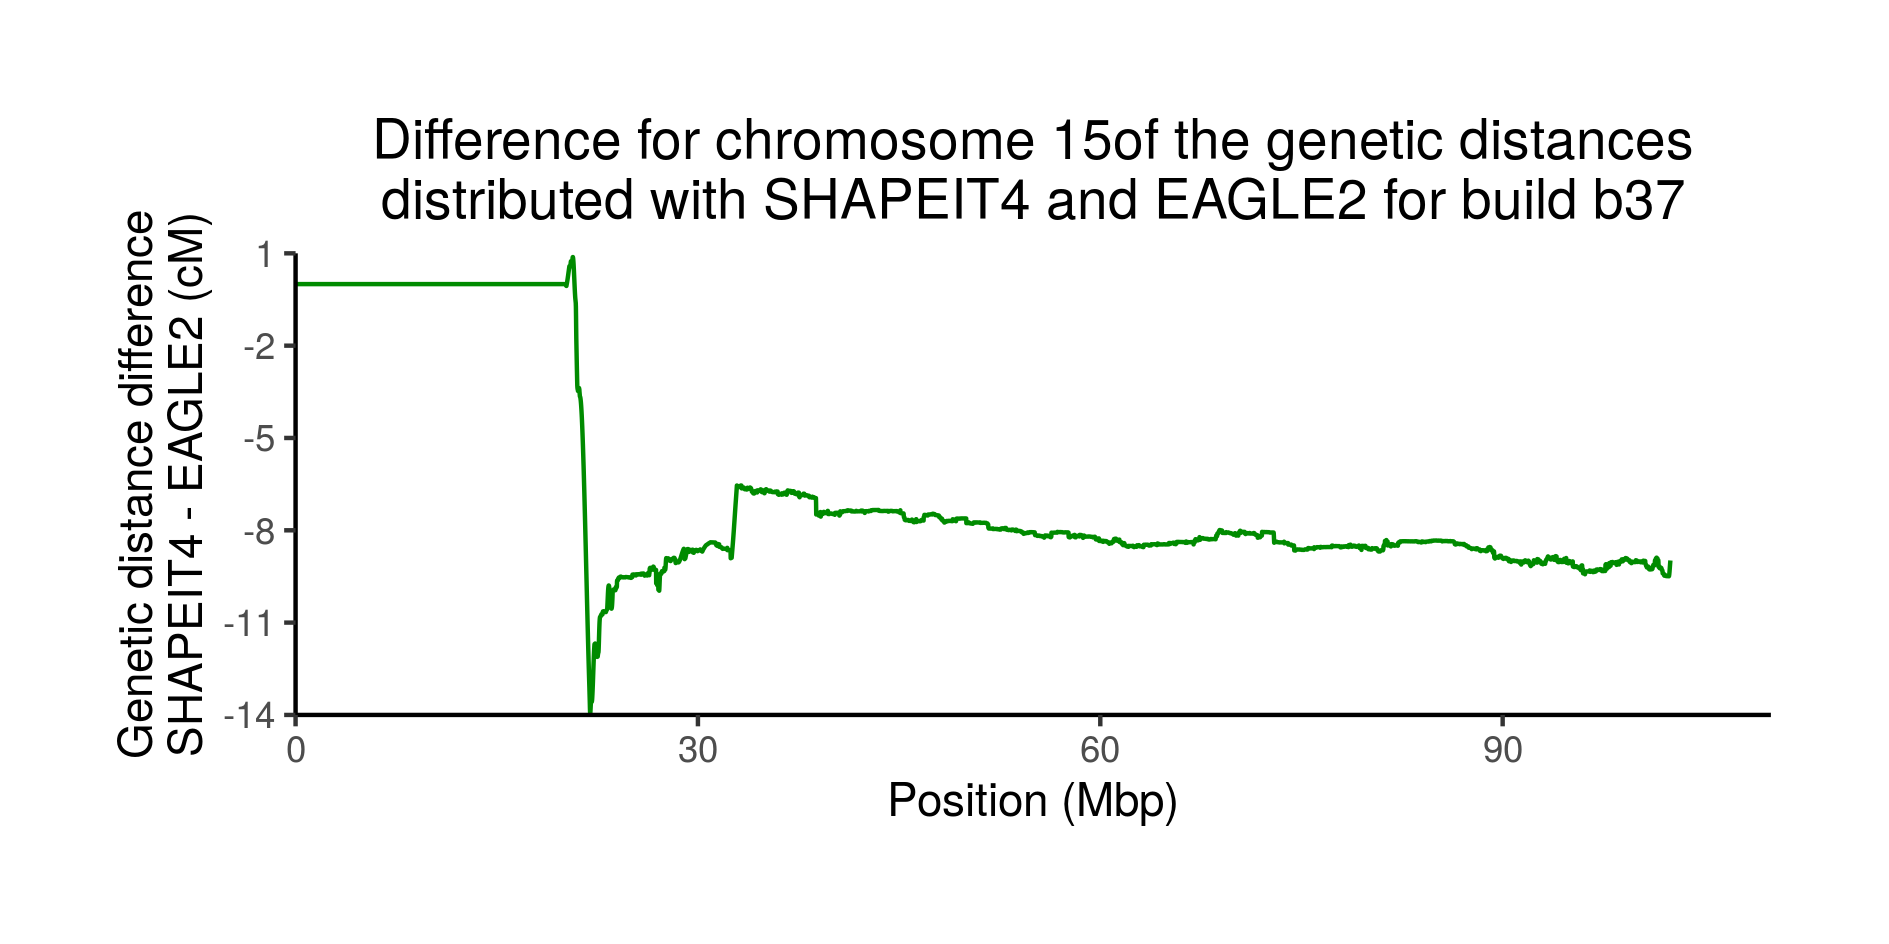 Difference for chromosome 15of the genetic distances
distributed with SHAPEIT4 and EAGLE2 for build b37
Genetic distance difference
SHAPEIT4 - EAGLE2 (cM)
1
-2
-5
-8
-11
-14
0
30
60
90
Position (Mbp)